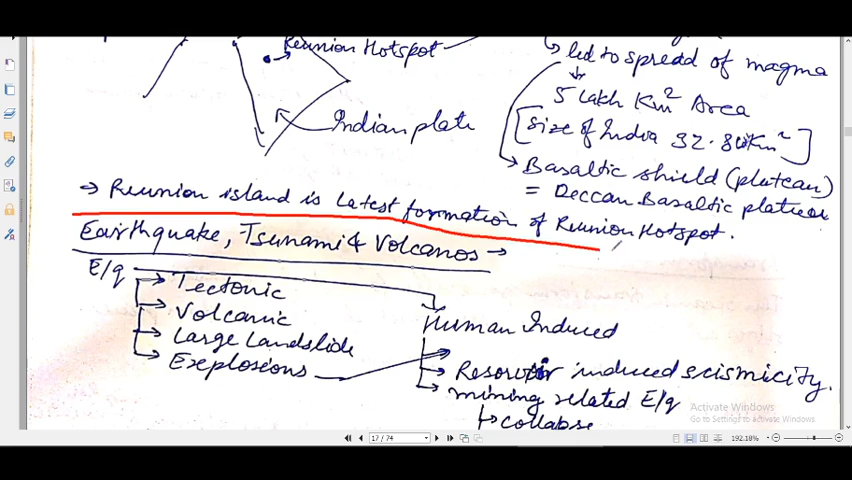 Reunion Hotspot
led to spread of magma
5 lakh Km² Area
Indian plate
[Size of India 32.8 Km²]
Basaltic shield (pluteau)
= Deccan Basaltic plateau
→ Reunion island is Latest formation of Reunion Hotspot.
Earthquake, Tsunami & Volcanos →
E/q
→ Tectonic
→ Volcanic
→ Large Landslide
→ Explosions
Human Induced
→ Reservoir induced seismicity.
→ mining related E/q
↳ collabse
Activate Windows
Go to Settings to activate Windows
17 / 74
192.18%